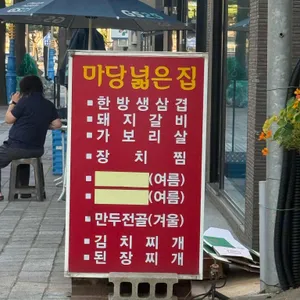 마당넓은집
한방생삼겹
돼지갈비
가보리살
장치찜
(여름)
(여름)
만두전골(겨울)
김치찌개
된장찌개